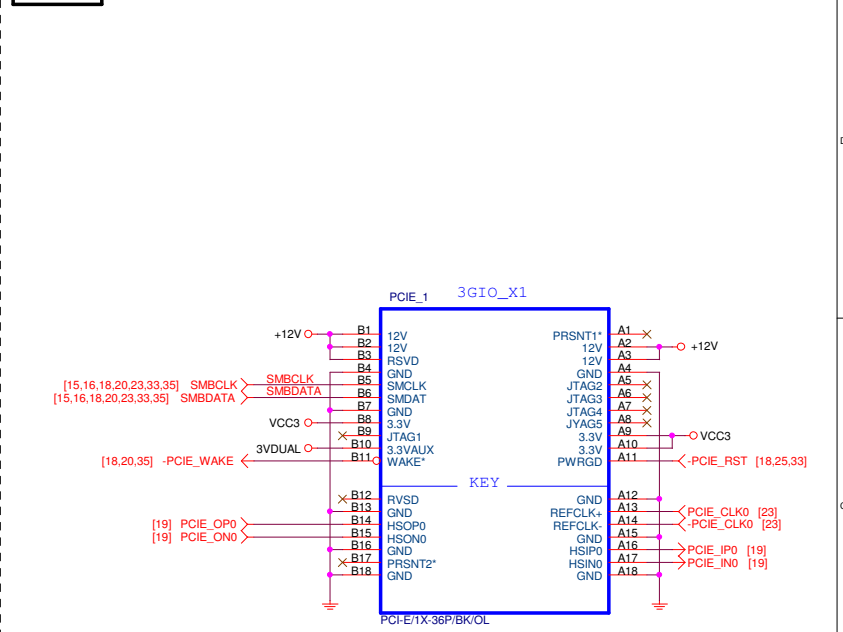 D
PCIE_1 3GIO_X1
+12V B1 12V PRSNT1* A1
B2 12V 12V A2 +12V
B3 RSVD 12V A3
B4 GND GND A4
[15,16,18,20,23,33,35] SMBCLK SMBCLK B5 SMCLK JTAG2 A5
[15,16,18,20,23,33,35] SMBDATA SMBDATA B6 SMDAT JTAG3 A6
B7 GND JTAG4 A7
VCC3 B8 3.3V JYAG5 A8
B9 JTAG1 3.3V A9 VCC3
3VDUAL B10 3.3VAUX 3.3V A10
[18,20,35] -PCIE_WAKE B11 WAKE* PWRGD A11 -PCIE_RST [18,25,33]
KEY
B12 RVSD GND A12
B13 GND REFCLK+ A13 PCIE_CLK0 [23]
[19] PCIE_OP0 B14 HSOP0 REFCLK- A14 -PCIE_CLK0 [23]
[19] PCIE_ON0 B15 HSON0 GND A15
B16 GND HSIP0 A16 PCIE_IP0 [19]
B17 PRSNT2* HSIN0 A17 PCIE_IN0 [19]
B18 GND GND A18
PCI-E/1X-36P/BK/OL
C